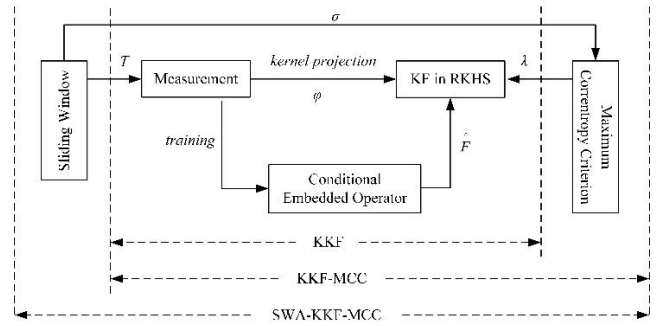 σ
Sliding Window
T
Measurement
kernel projection
φ
KF in RKHS
λ
Maximum
Correntropy Criterion
training
F̂
Conditional
Embedded Operator
KKF
KKF-MCC
SWA-KKF-MCC